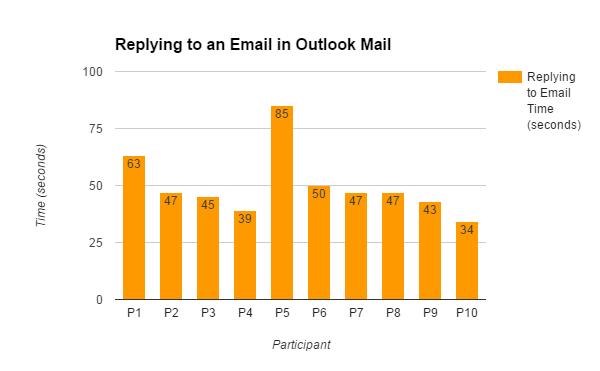 Replying to an Email in Outlook Mail
100
75
50
25
0
Time (seconds)
63
47
45
39
85
50
47
47
43
34
P1 P2 P3 P4 P5 P6 P7 P8 P9 P10
Participant
Replying
to Email
Time
(seconds)